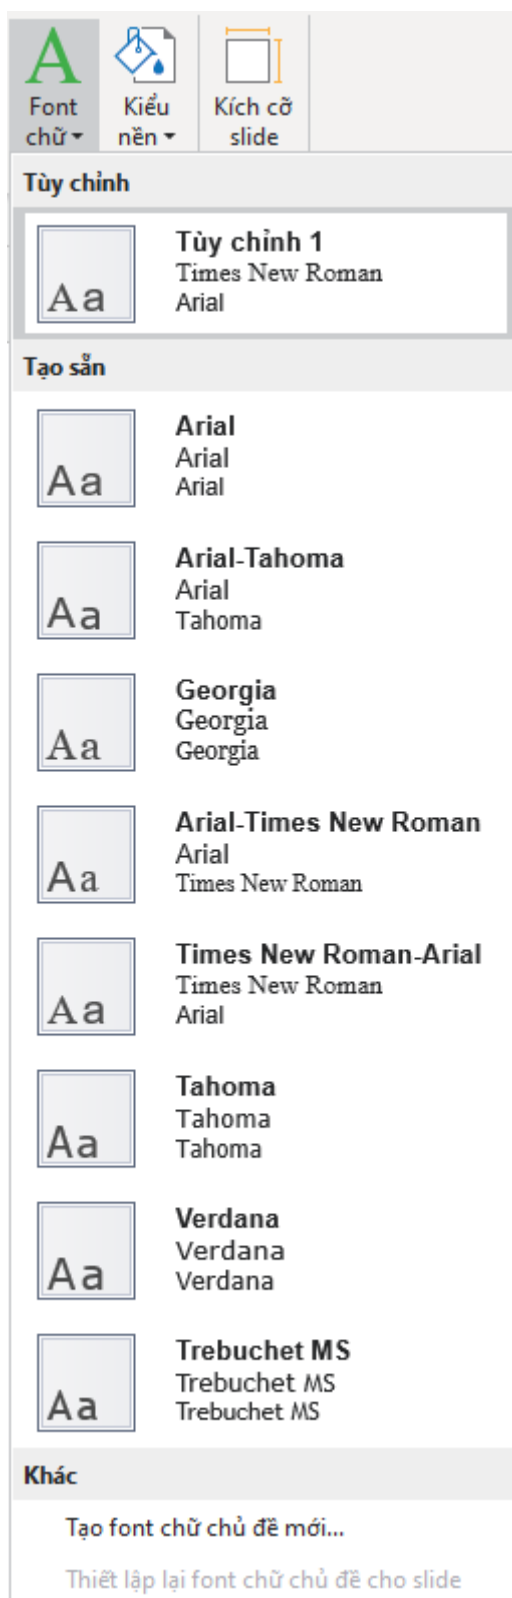 Font
chữ
Kiểu
nền
Kích cỡ
slide
Tùy chỉnh
Aa
Tùy chỉnh 1
Times New Roman
Arial
Tạo sẵn
Aa
Arial
Arial
Arial
Aa
Arial-Tahoma
Arial
Tahoma
Aa
Georgia
Georgia
Georgia
Aa
Arial-Times New Roman
Arial
Times New Roman
Aa
Times New Roman-Arial
Times New Roman
Arial
Aa
Tahoma
Tahoma
Tahoma
Aa
Verdana
Verdana
Verdana
Aa
Trebuchet MS
Trebuchet MS
Trebuchet MS
Khác
Tạo font chữ chủ đề mới...
Thiết lập lại font chữ chủ đề cho slide